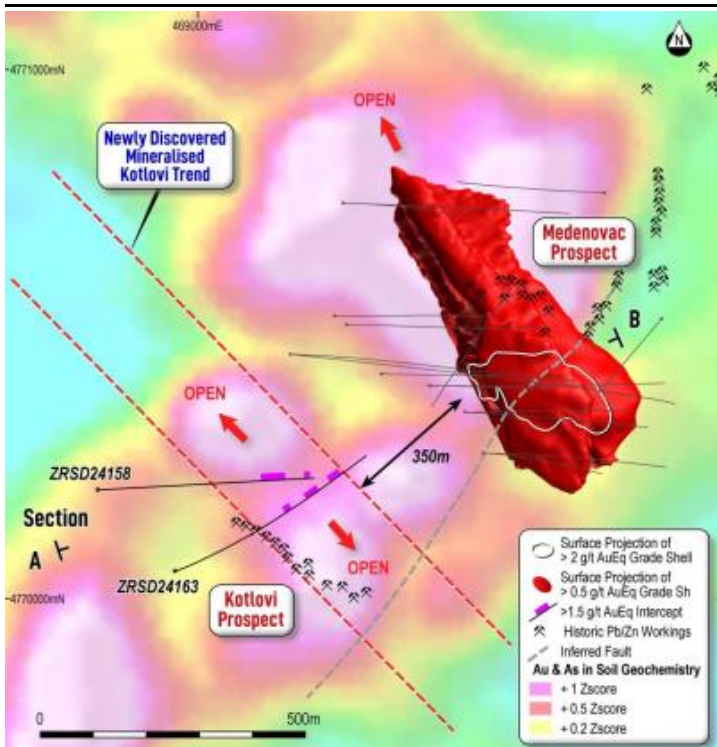 469000mE
N
4771000mN
OPEN
Newly Discovered
Mineralised
Kotlovi Trend
Medenovac
Prospect
B
OPEN
350m
ZRSD24158
Section
A
OPEN
ZRSD24163
4770000mN
Kotlovi
Prospect
Surface Projection of
> 2 g/t AuEq Grade Shell
Surface Projection of
> 0.5 g/t AuEq Grade Sh
>1.5 g/t AuEq Intercept
Historic Pb/Zn Workings
Inferred Fault
Au & As in Soil Geochemistry
+ 1 Zscore
+ 0.5 Zscore
+ 0.2 Zscore
0
500m